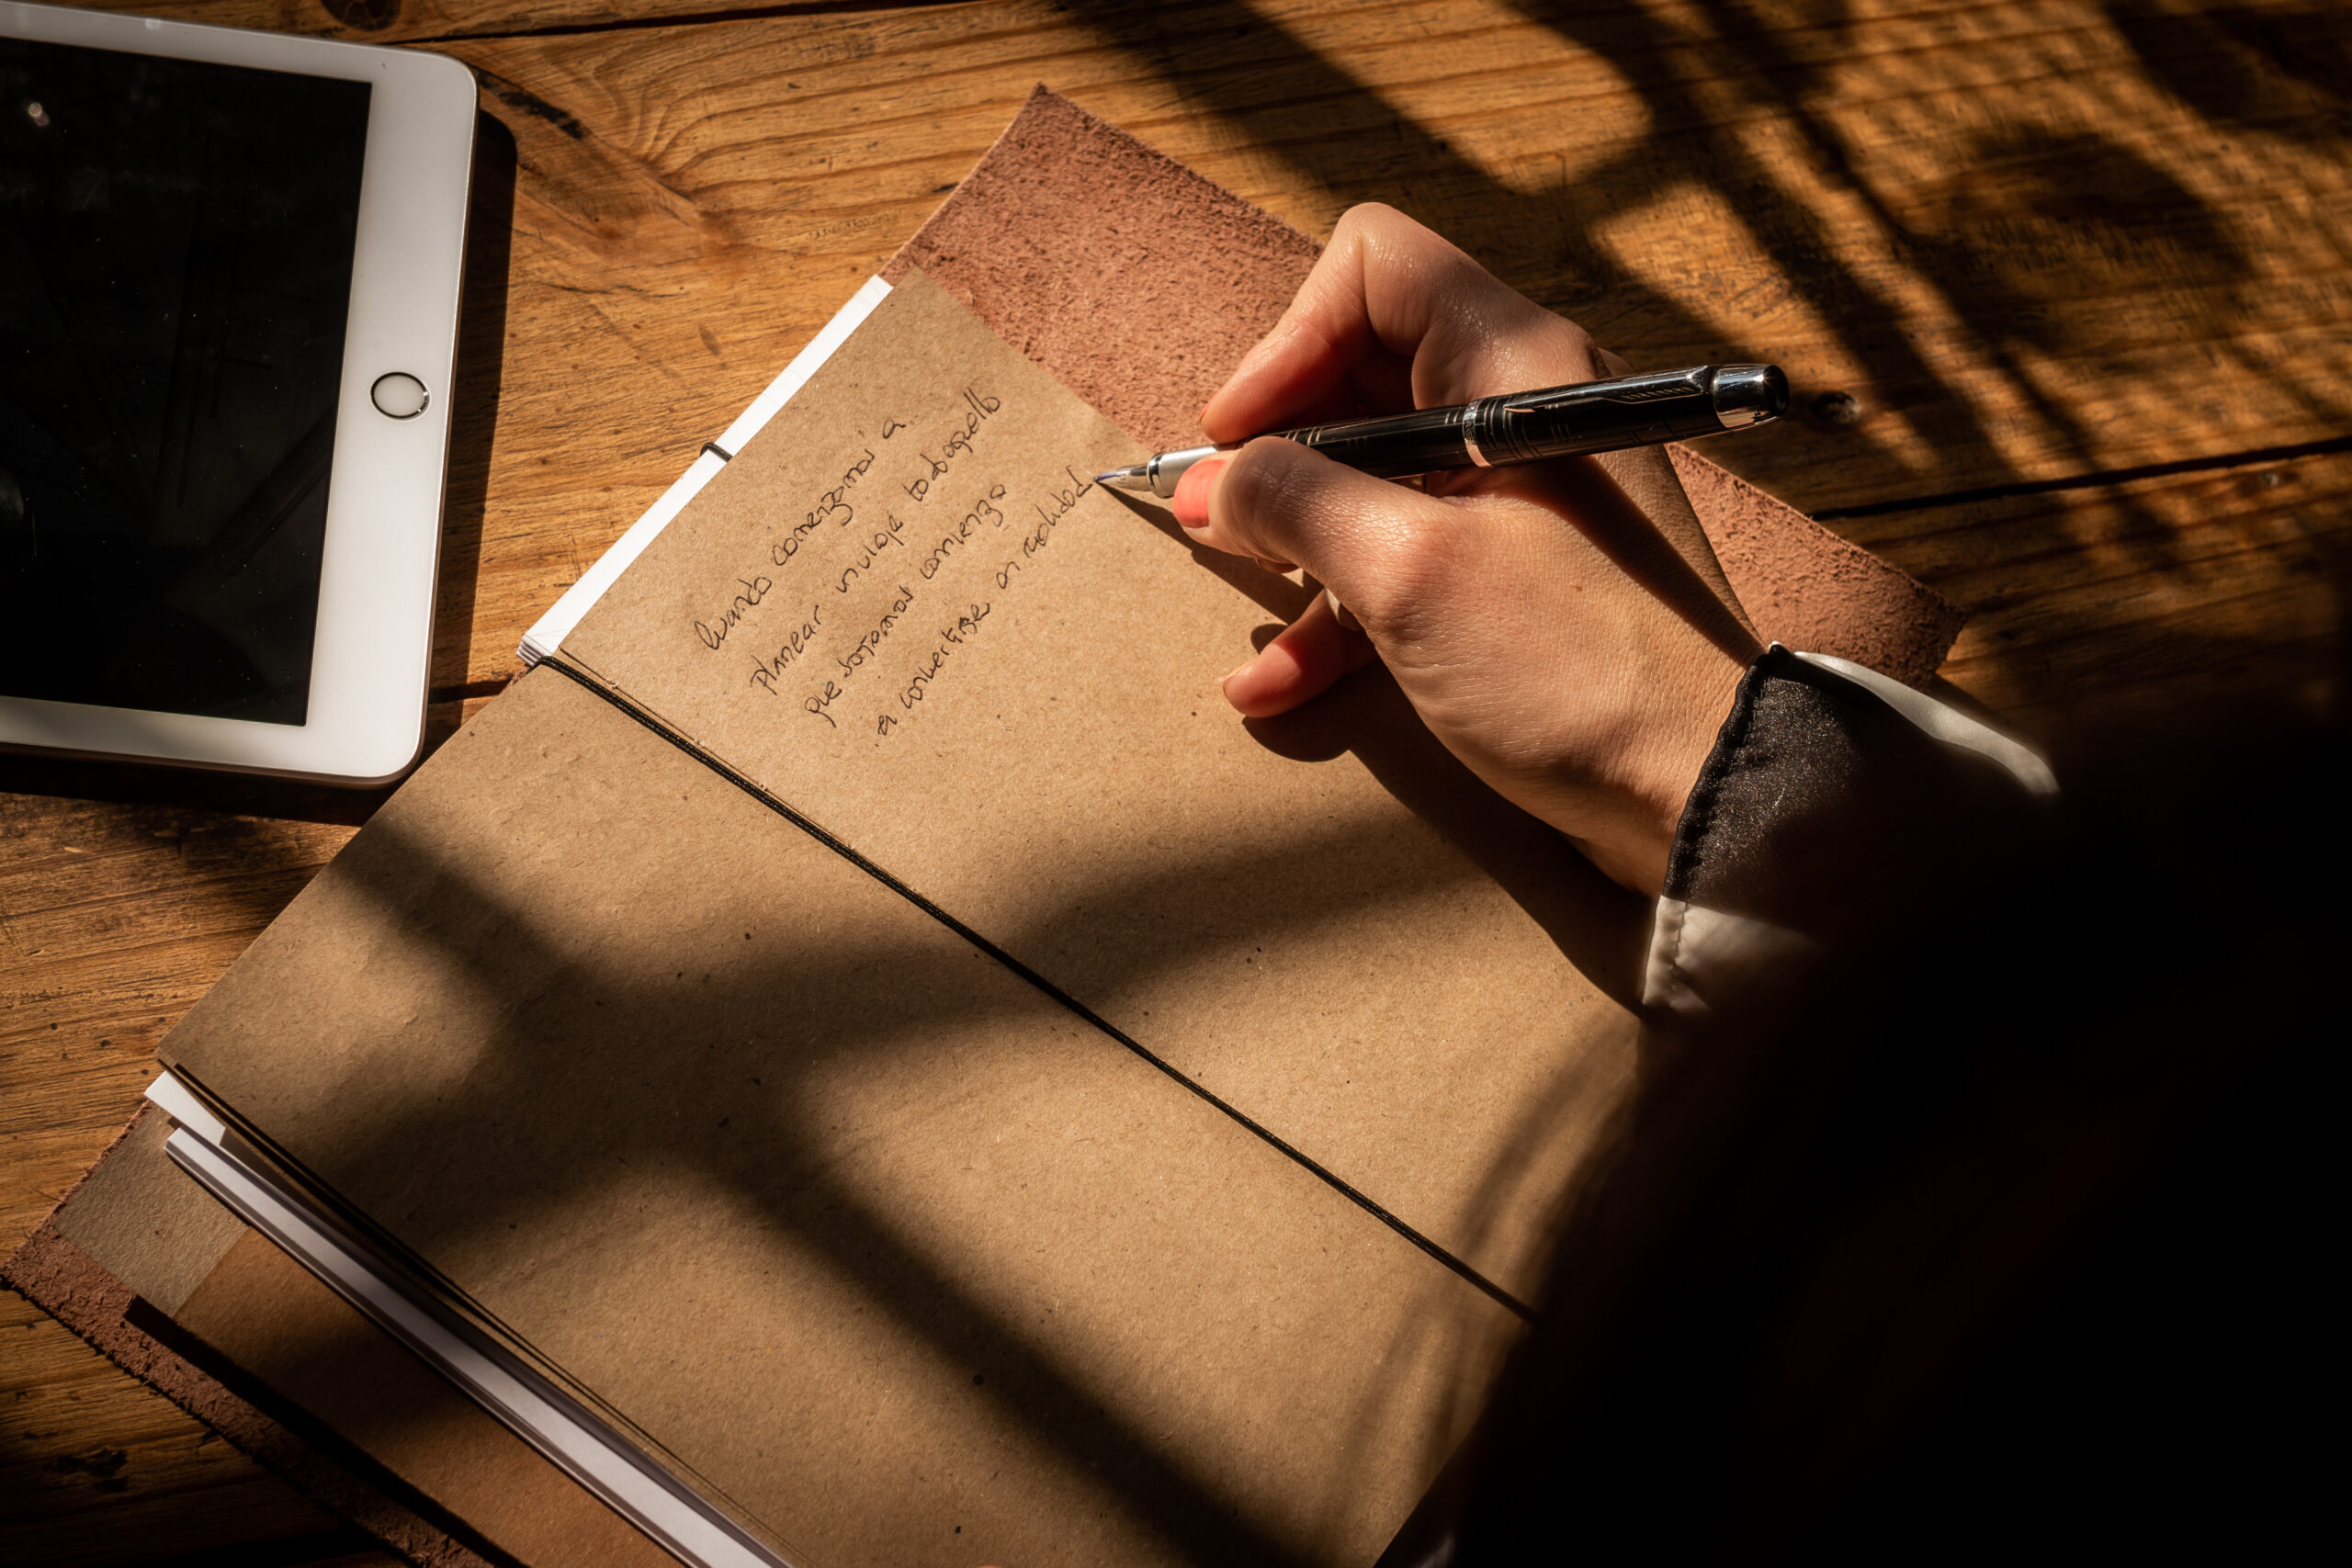 Cuando comenzamos a
planear un viaje todo aquello
que soñamos comienza
a convertirse en realidad